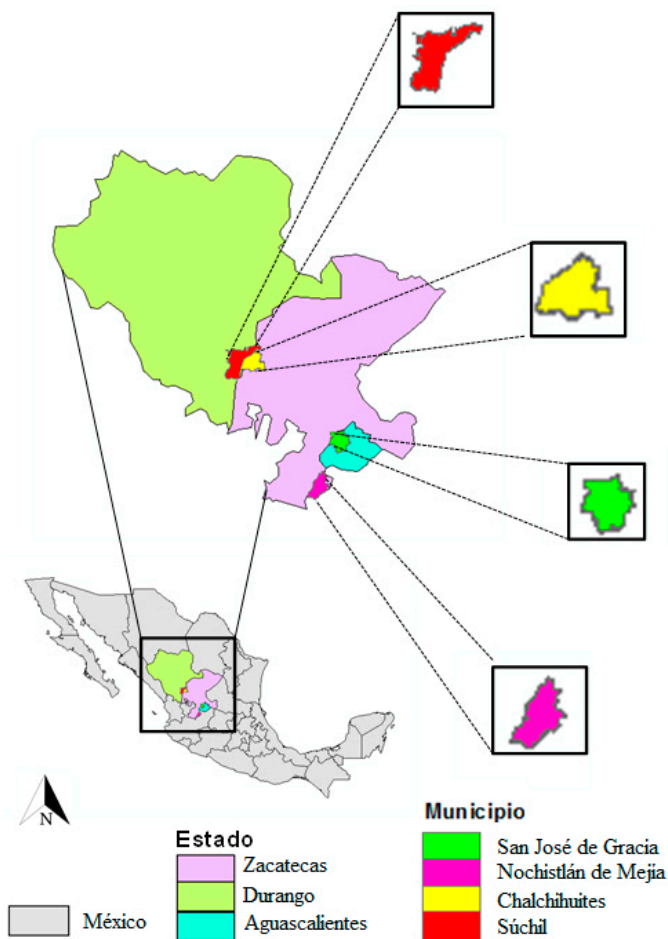 N
México
Estado
Zacatecas
Durango
Aguascalientes
Municipio
San José de Gracia
Nochistlán de Mejia
Chalchihuites
Súchil